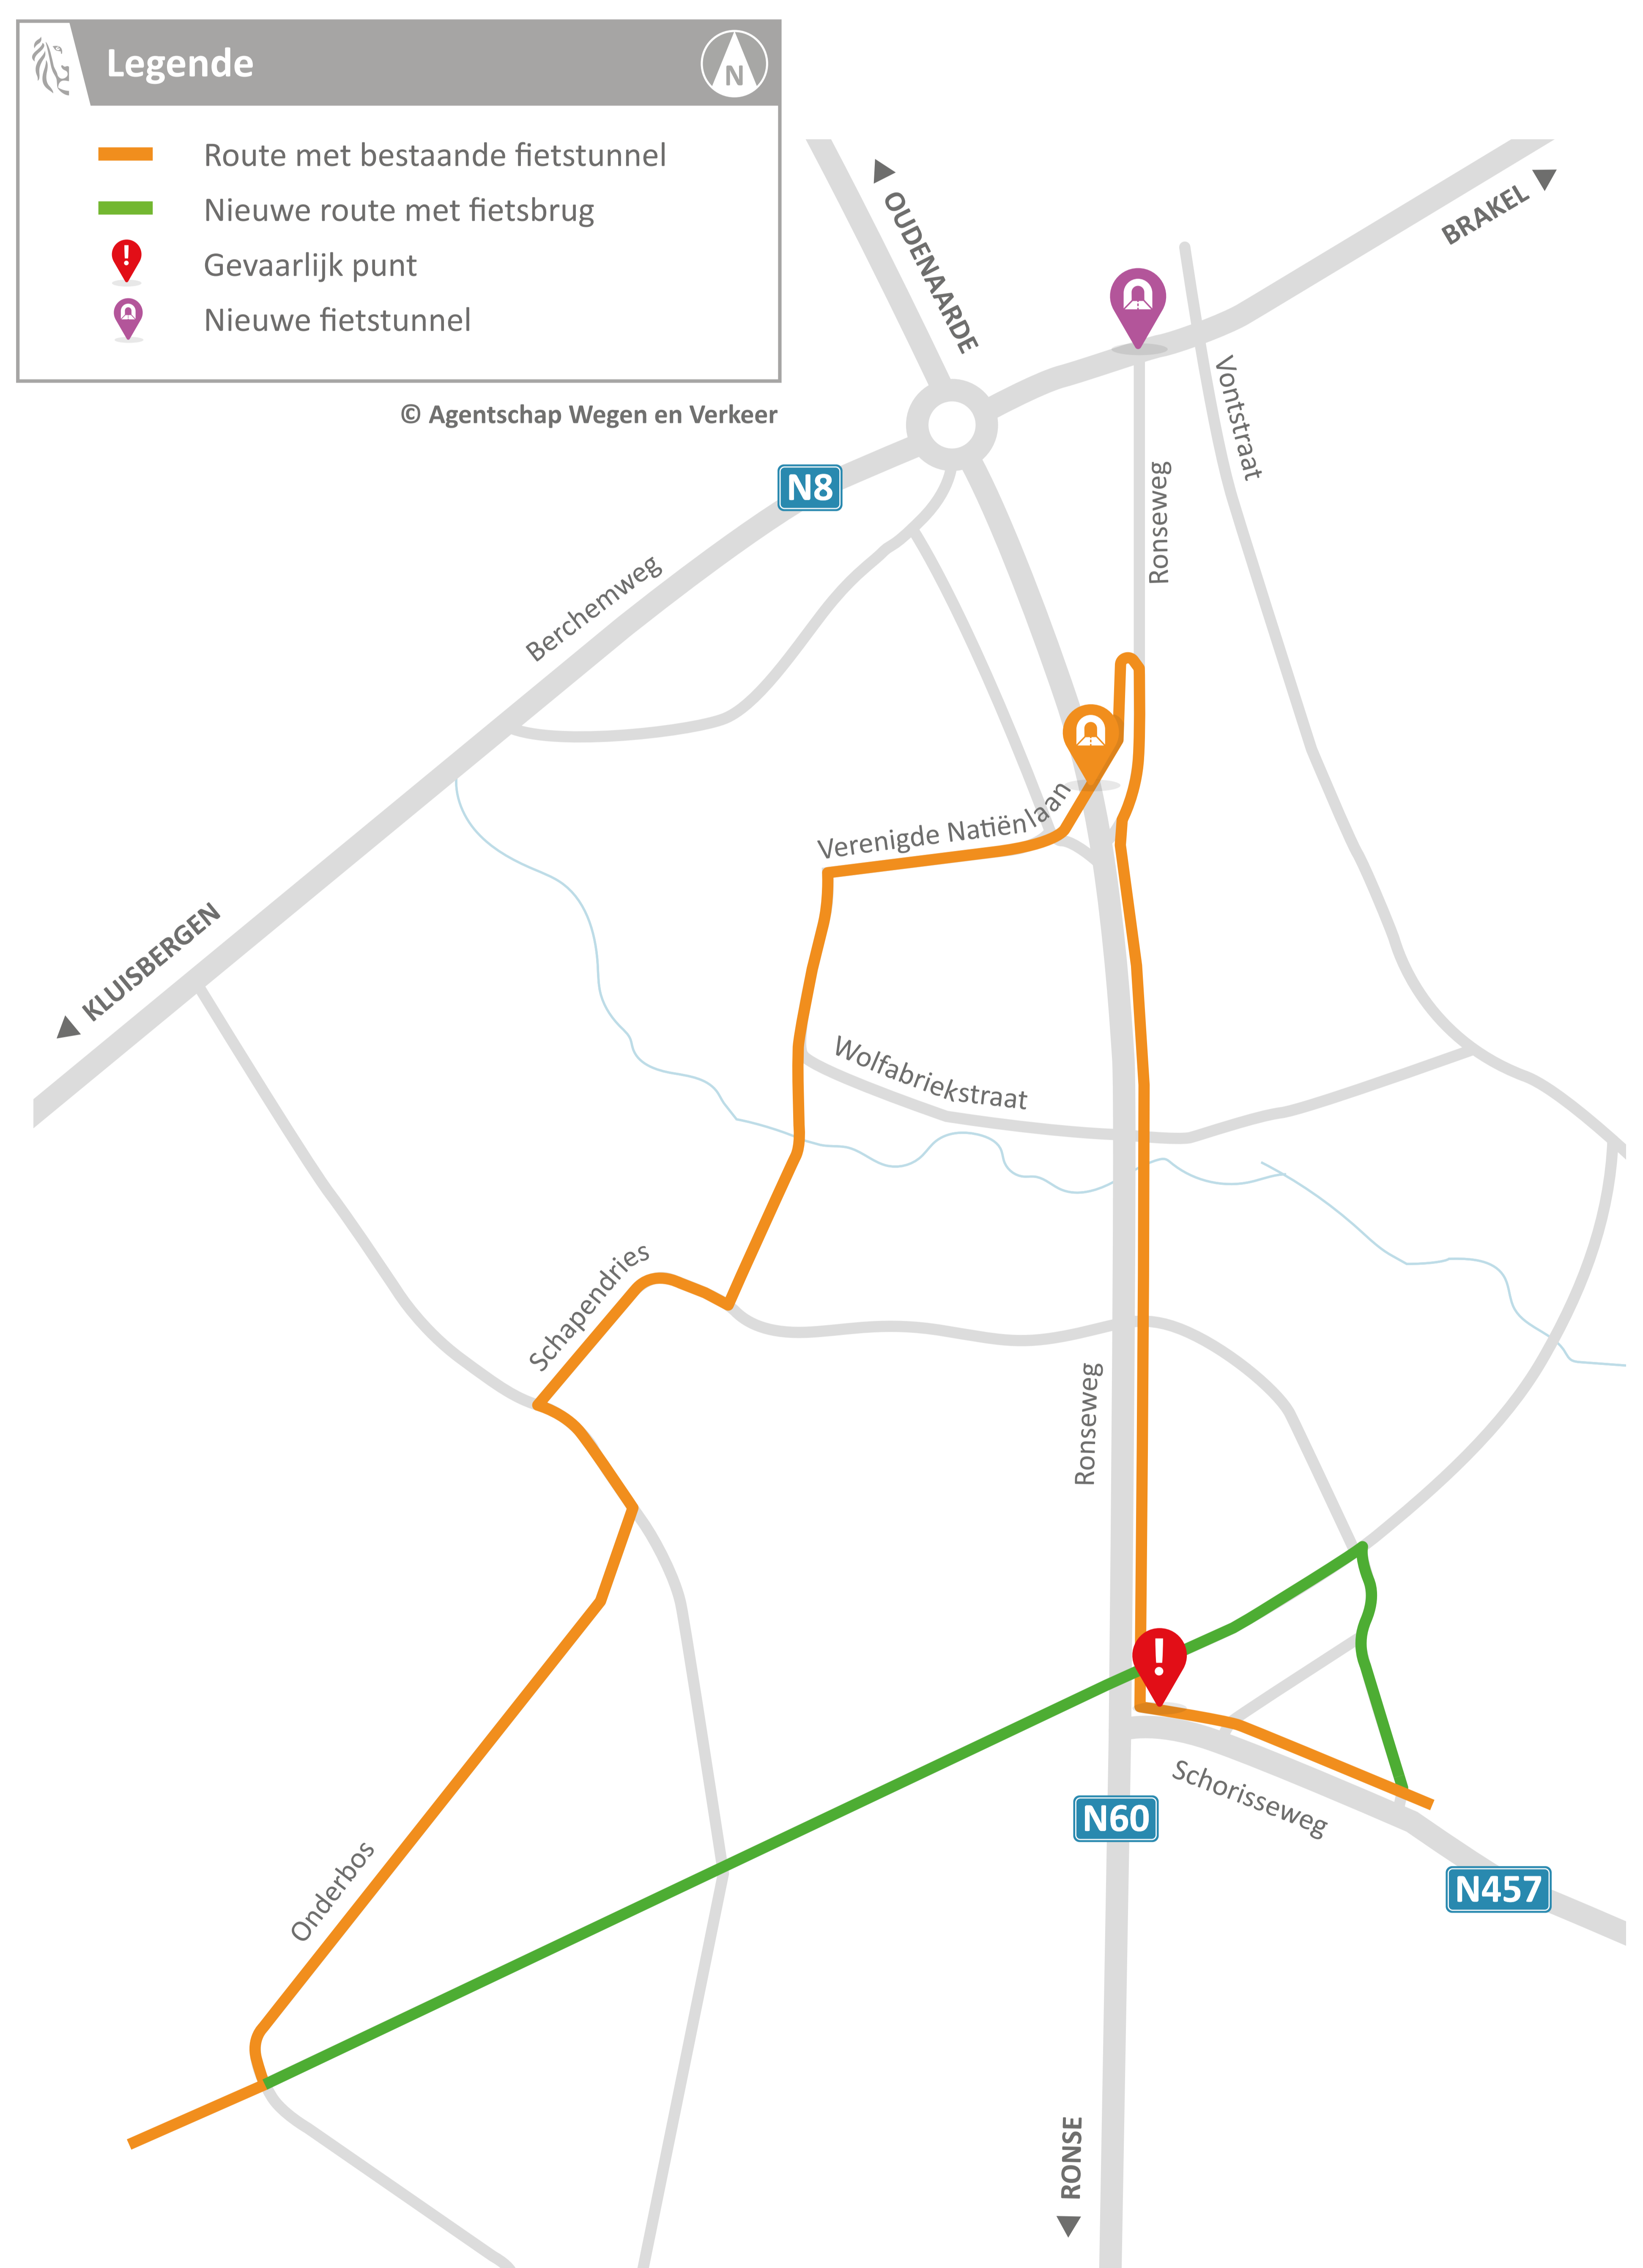 Legende
N
Route met bestaande fietstunnel
Nieuwe route met fietsbrug
!
Gevaarlijk punt
Nieuwe fietstunnel
© Agentschap Wegen en Verkeer
OUDENAARDE
BRAKEL
Vontstraat
Ronseweg
N8
Berchemweg
Verenigde Natiënlaan
KLUISBERGEN
Wolfabriekstraat
Schapendries
Ronseweg
!
Schorisseweg
N60
N457
Onderbos
RONSE